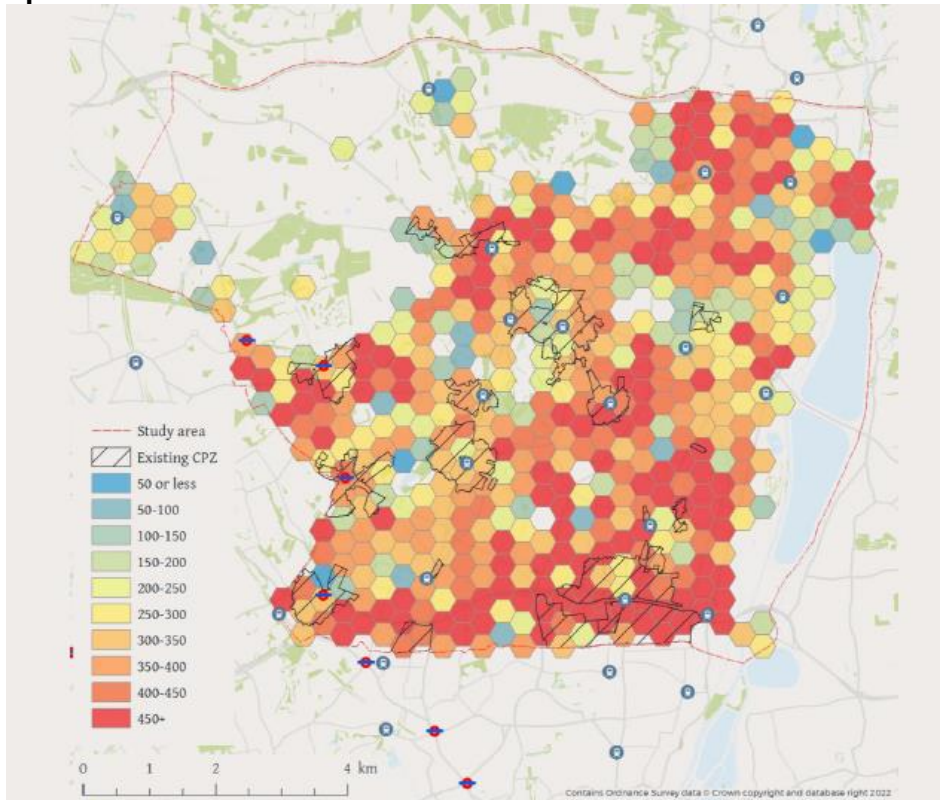 Study area
Existing CPZ
50 or less
50-100
100-150
150-200
200-250
250-300
300-350
350-400
400-450
450+
0 1 2 4 km
Contains Ordnance Survey data © Crown copyright and database right 2022